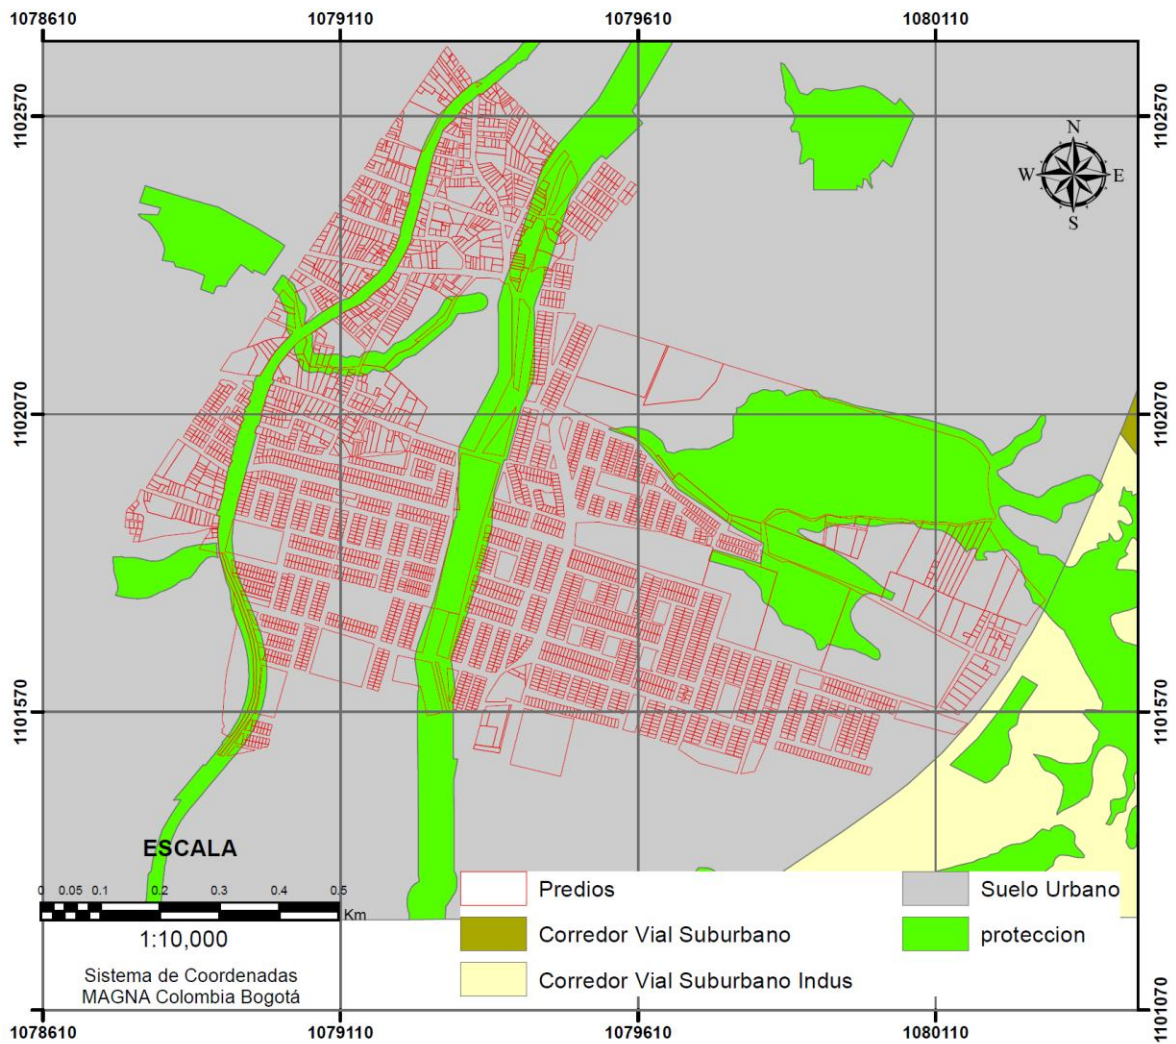 1078610 1079110 1079610 1080110
1102570 1102570
N
W E
S
1102070 1102070
1101570 1101570
ESCALA
0 0.05 0.1 0.2 0.3 0.4 0.5
Km
1:10,000
Sistema de Coordenadas
MAGNA Colombia Bogotá
Predios
Corredor Vial Suburbano
Corredor Vial Suburbano Indus
Suelo Urbano
proteccion
1101070
1078610 1079110 1079610 1080110